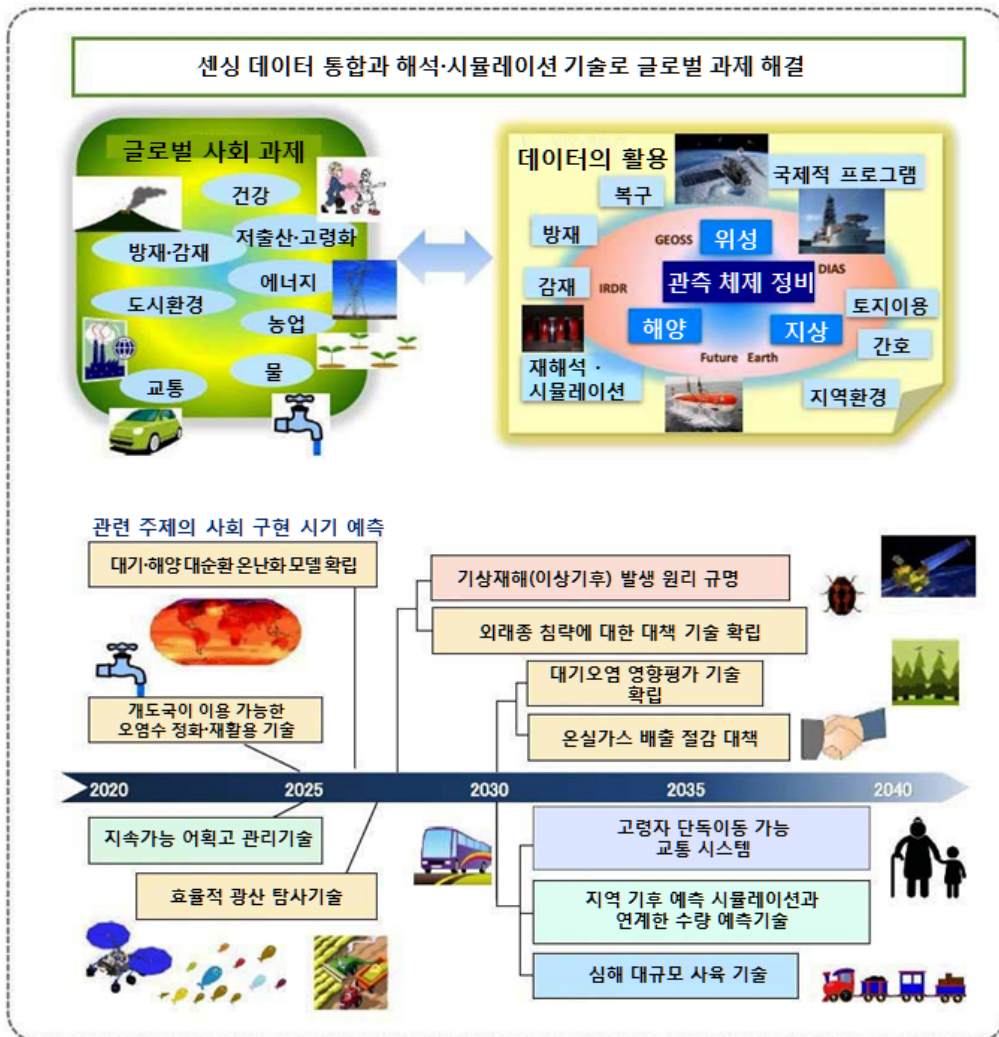 센싱 데이터 통합과 해석·시뮬레이션 기술로 글로벌 과제 해결
글로벌 사회 과제
건강
저출산·고령화
방재·감재
에너지
도시환경
농업
물
교통
데이터의 활용
국제적 프로그램
복구
방재
GEOSS
위성
감재
IRDR
관측 체제 정비
DIAS
토지이용
해양
지상
간호
Future Earth
재해석·
시뮬레이션
지역환경
관련 주제의 사회 구현 시기 예측
대기·해양 대순환 온난화 모델 확립
기상재해(이상기후) 발생 원리 규명
외래종 침략에 대한 대책 기술 확립
대기오염 영향평가 기술
확립
개도국이 이용 가능한
오염수 정화·재활용 기술
온실가스 배출 절감 대책
2020
2025
2030
2035
2040
지속가능 어획고 관리기술
고령자 단독이동 가능
교통 시스템
효율적 광산 탐사기술
지역 기후 예측 시뮬레이션과
연계한 수량 예측기술
심해 대규모 사육 기술